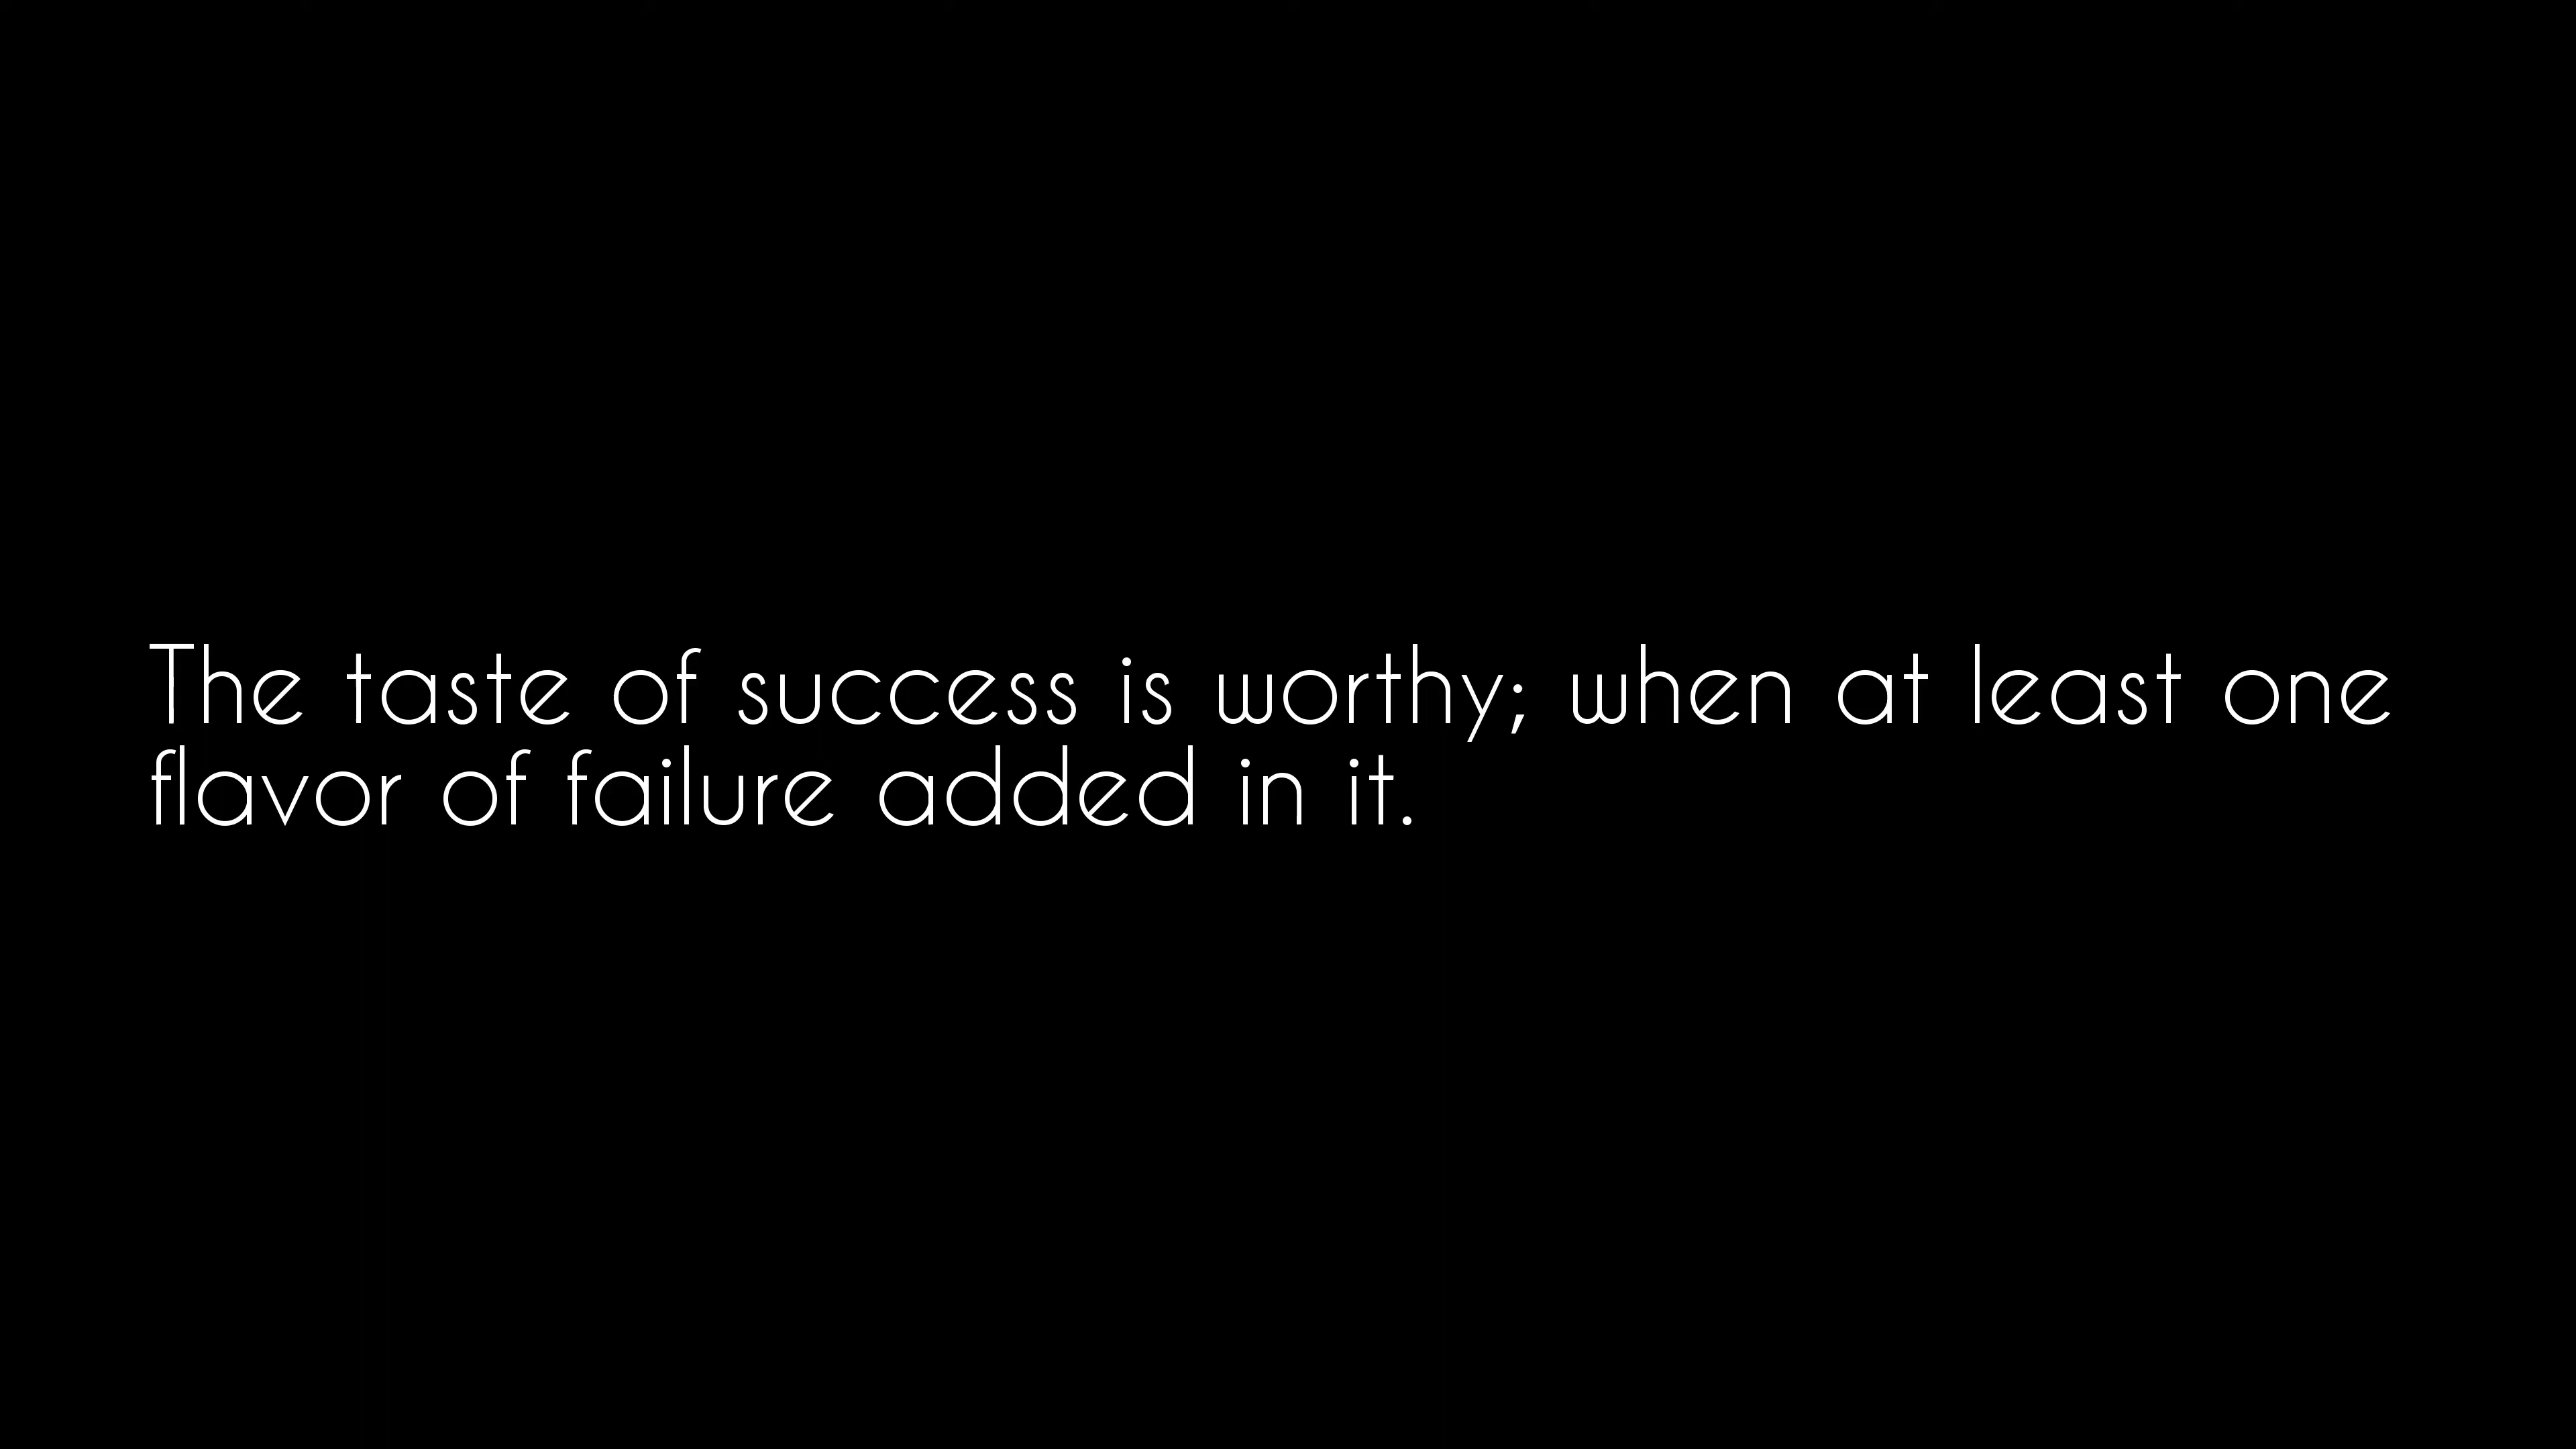 The taste of success is worthy; when at least one
flavor of failure added in it.